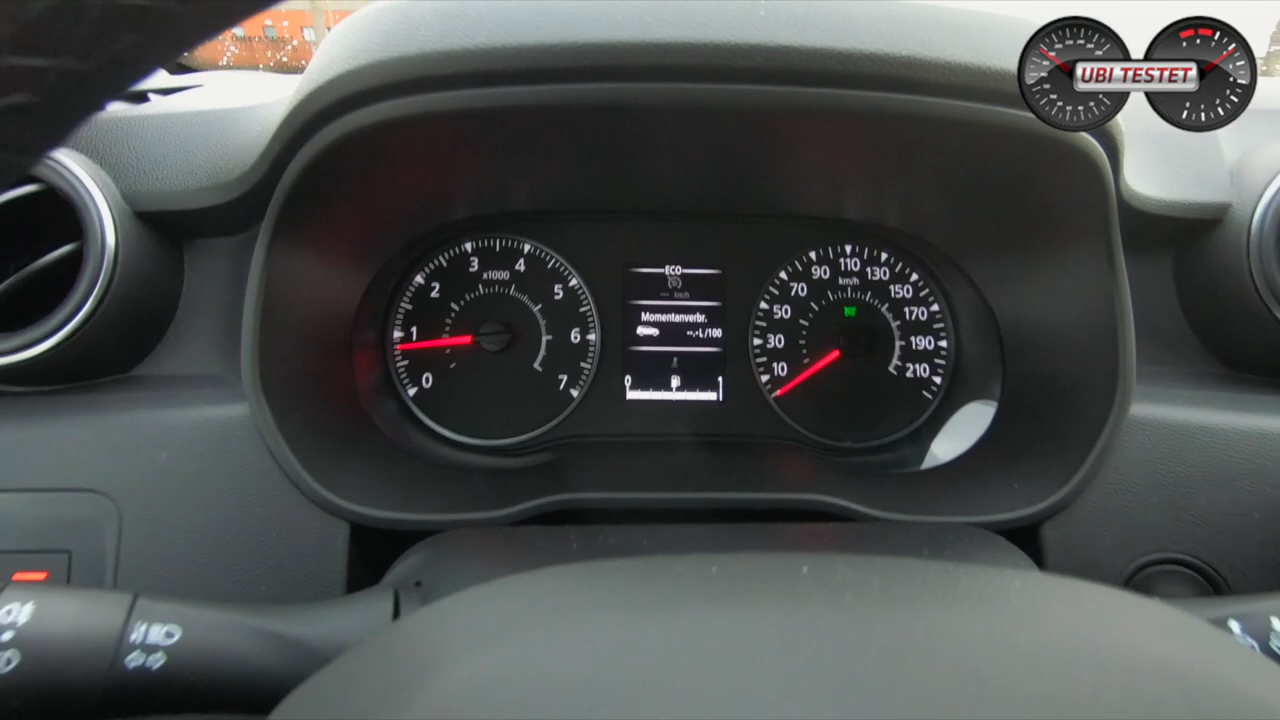 UBI TESTET
0
1
2
3
4
5
6
7
x1000
ECO
--- km/h
Momentanverbr.
--.-L/100
0 1
10
30
50
70
90
110
130
150
170
190
210
km/h